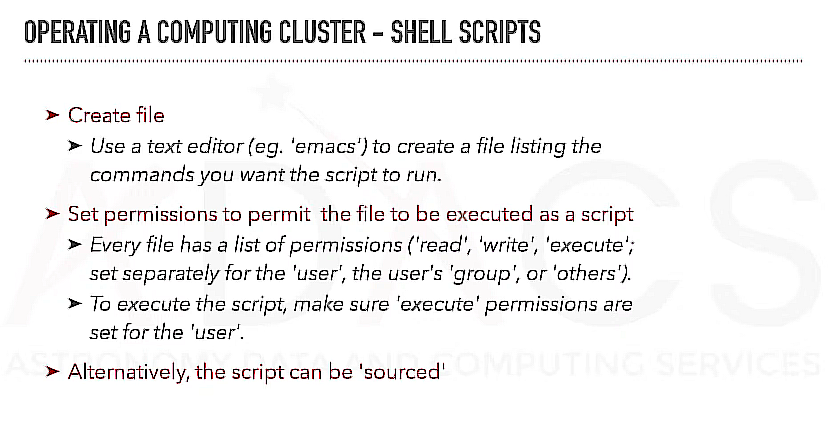 OPERATING A COMPUTING CLUSTER – SHELL SCRIPTS
➤ Create file
➤ Use a text editor (eg. 'emacs') to create a file listing the
commands you want the script to run.
➤ Set permissions to permit the file to be executed as a script
➤ Every file has a list of permissions ('read', 'write', 'execute';
set separately for the 'user', the user's 'group', or 'others').
➤ To execute the script, make sure 'execute' permissions are
set for the 'user'.
➤ Alternatively, the script can be 'sourced'
ADACS
ASTRONOMY DATA AND COMPUTING SERVICES